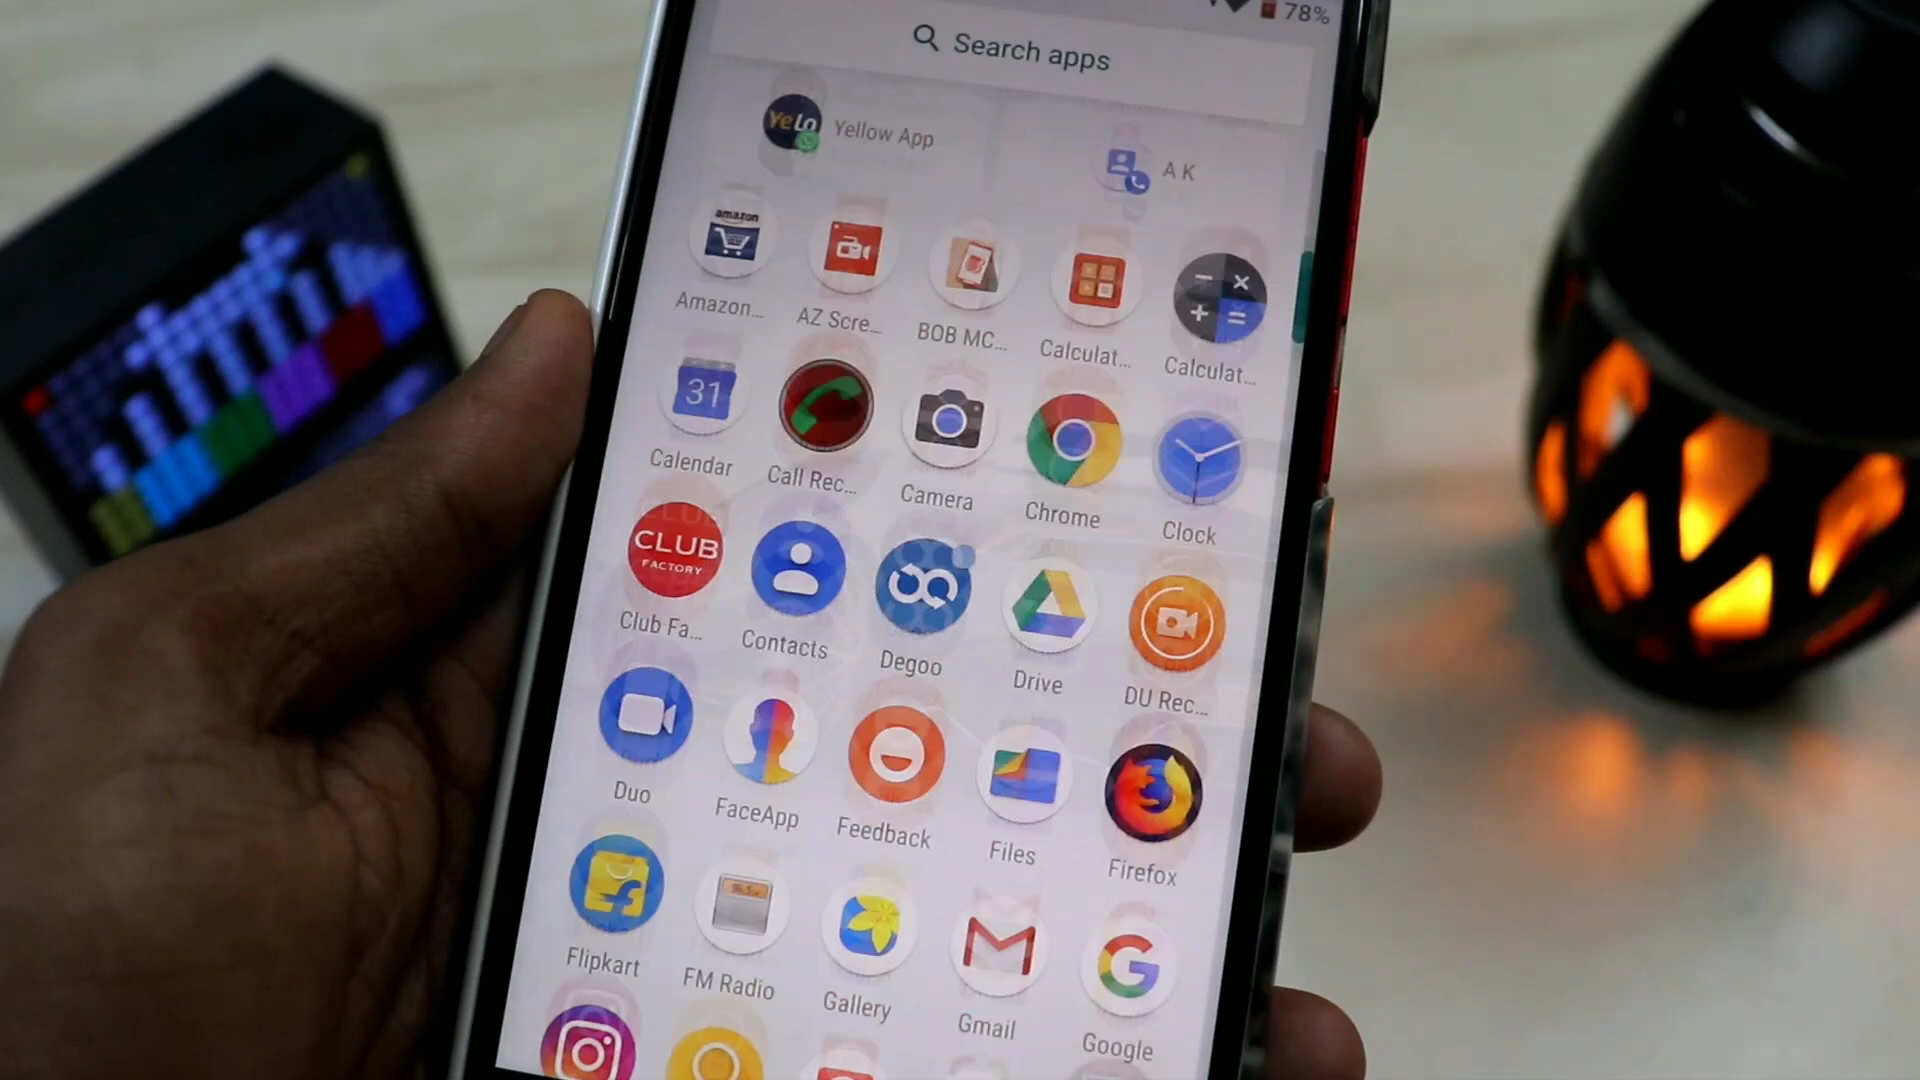 78%
Search apps
Yelo
Yellow App
A K
amazon
Amazon...
AZ Scre...
BOB MC...
Calculat...
Calculat...
31
Calendar
Call Rec...
Camera
Chrome
Clock
CLUB
FACTORY
Club Fa...
Contacts
Degoo
Drive
DU Rec...
Duo
FaceApp
Feedback
Files
Firefox
Flipkart
FM Radio
Gallery
Gmail
Google